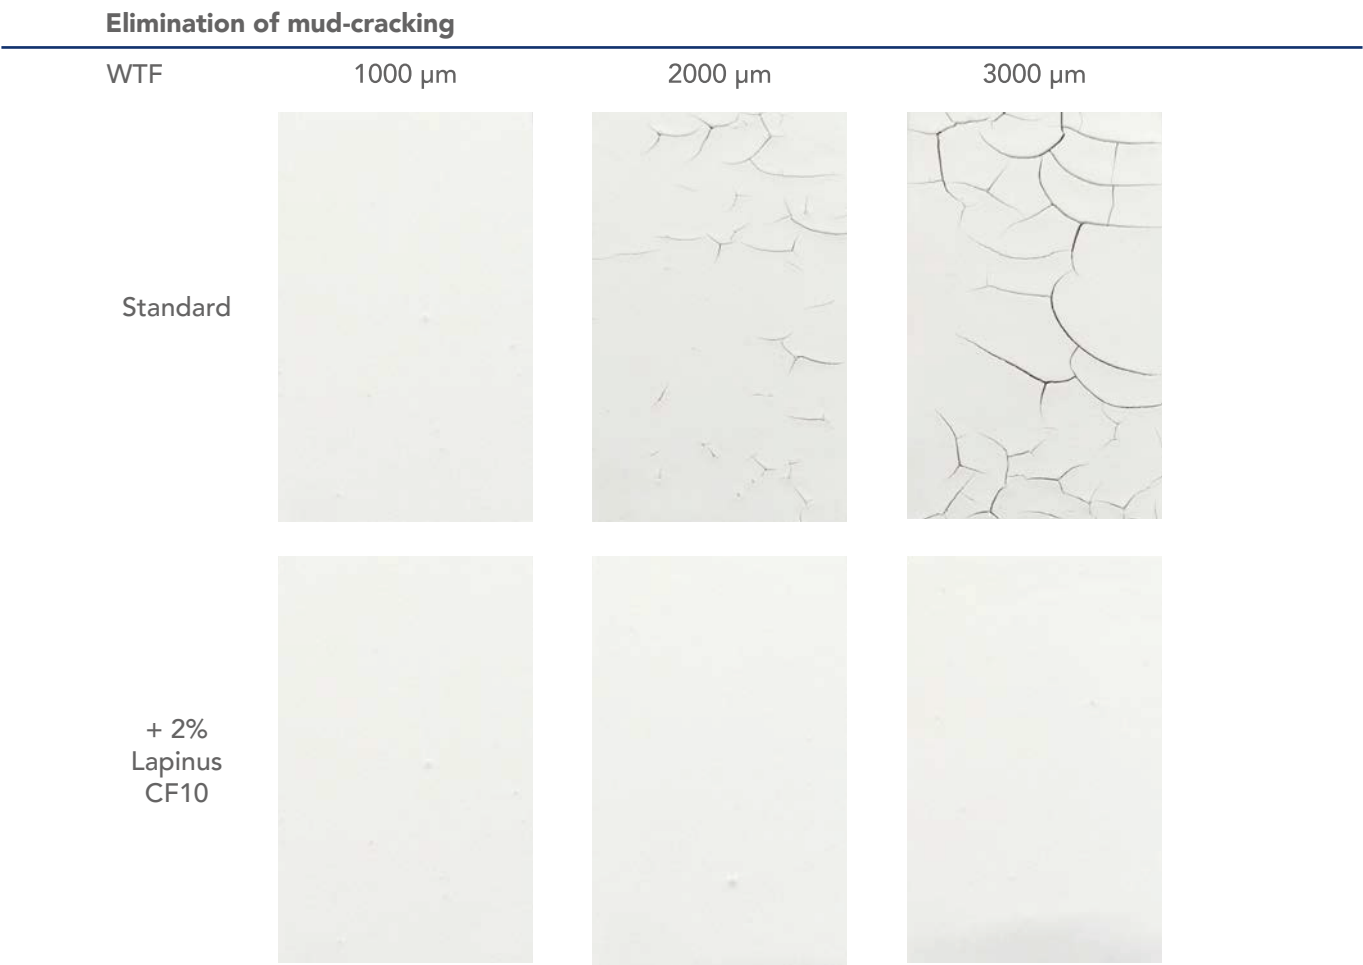 Elimination of mud-cracking
WTF 1000 μm 2000 μm 3000 μm
Standard
+ 2%
Lapinus
CF10